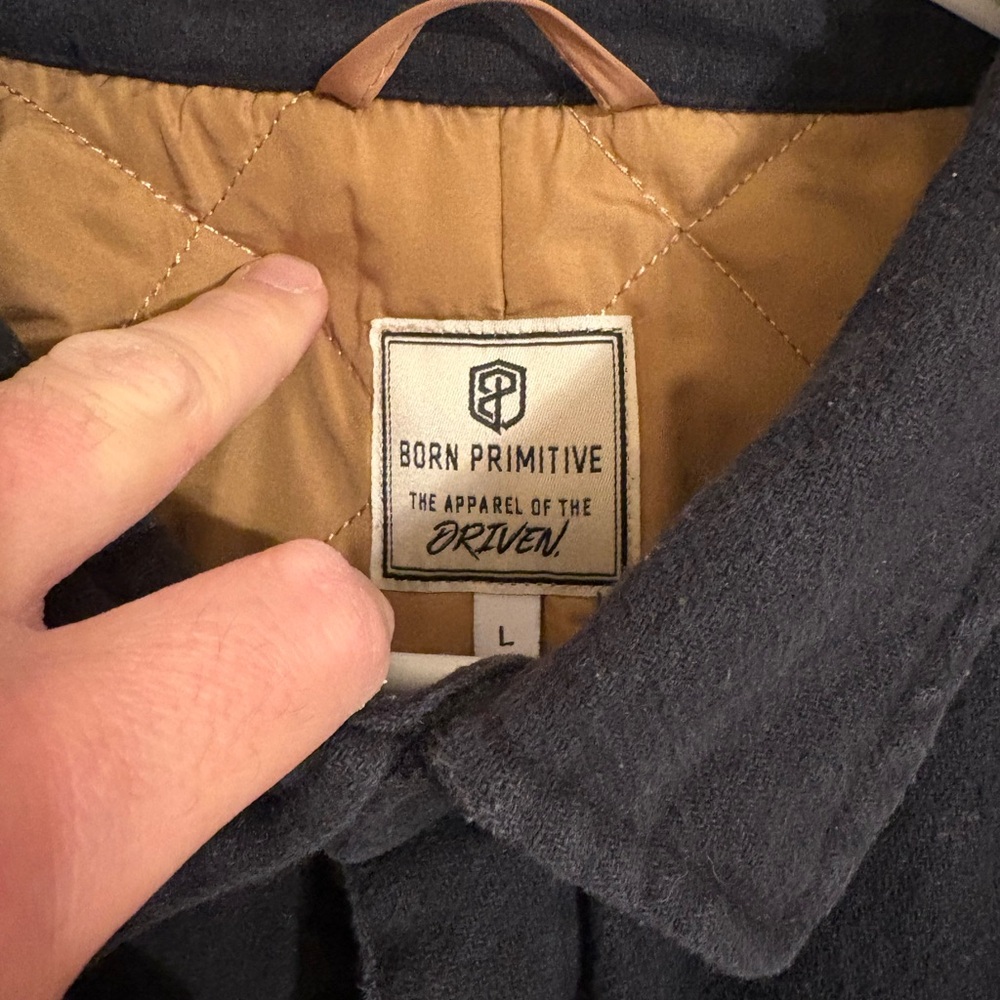 BORN PRIMITIVE
THE APPAREL OF THE
DRIVEN.
L